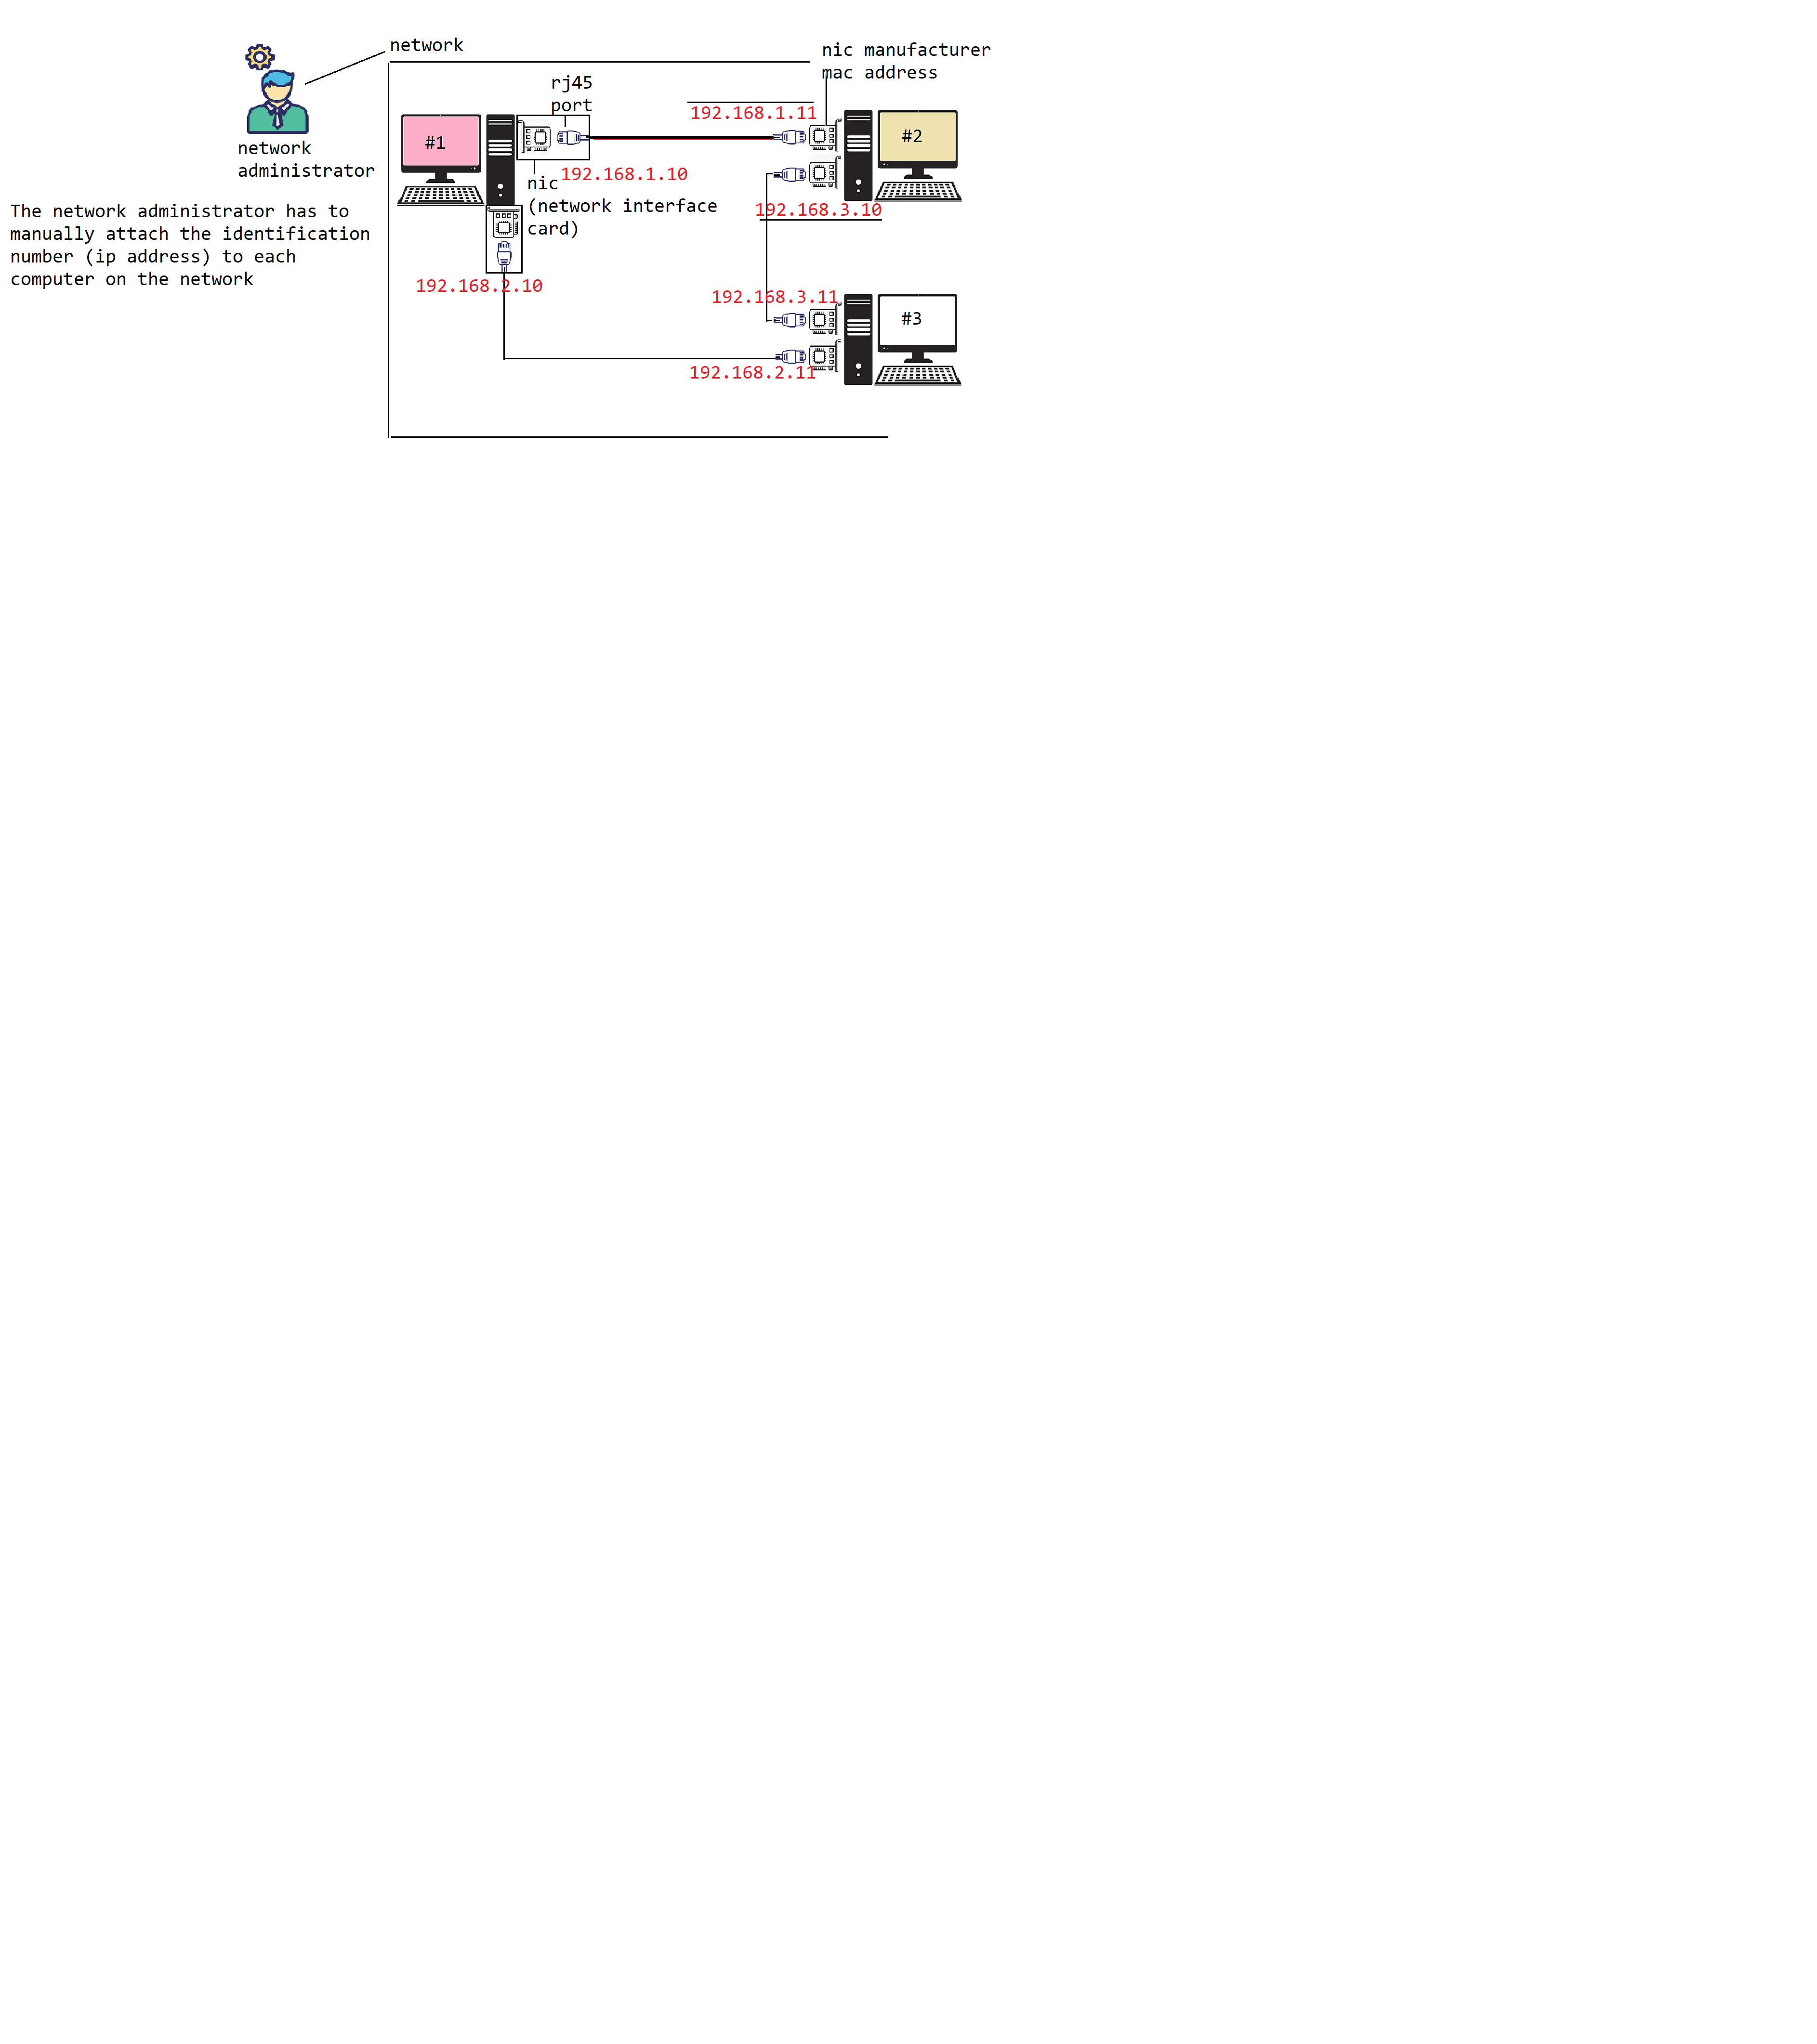 network
nic manufacturer
mac address
rj45
port
192.168.1.11
#1
#2
network
administrator
192.168.1.10
nic
(network interface
card)
The network administrator has to
manually attach the identification
number (ip address) to each
computer on the network
192.168.3.10
192.168.2.10
192.168.3.11
#3
192.168.2.11